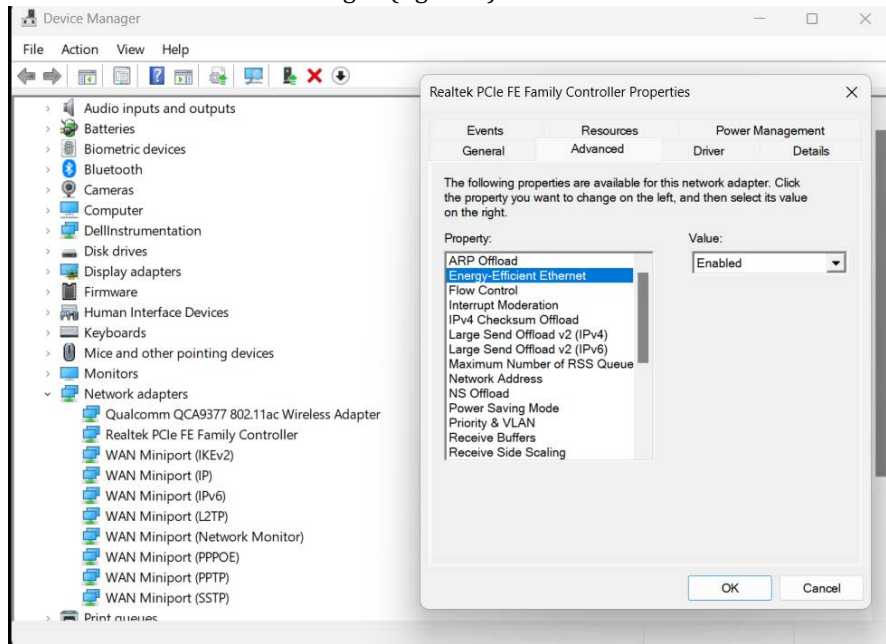 Device Manager
File Action View Help
Audio inputs and outputs
Batteries
Biometric devices
Bluetooth
Cameras
Computer
DellInstrumentation
Disk drives
Display adapters
Firmware
Human Interface Devices
Keyboards
Mice and other pointing devices
Monitors
Network adapters
Qualcomm QCA9377 802.11ac Wireless Adapter
Realtek PCIe FE Family Controller
WAN Miniport (IKEv2)
WAN Miniport (IP)
WAN Miniport (IPv6)
WAN Miniport (L2TP)
WAN Miniport (Network Monitor)
WAN Miniport (PPPOE)
WAN Miniport (PPTP)
WAN Miniport (SSTP)
Print queues
Realtek PCIe FE Family Controller Properties
Events Resources Power Management
General Advanced Driver Details
The following properties are available for this network adapter. Click
the property you want to change on the left, and then select its value
on the right.
Property: Value:
ARP Offload
Enabled
Energy-Efficient Ethernet
Flow Control
Interrupt Moderation
IPv4 Checksum Offload
Large Send Offload v2 (IPv4)
Large Send Offload v2 (IPv6)
Maximum Number of RSS Queue
Network Address
NS Offload
Power Saving Mode
Priority & VLAN
Receive Buffers
Receive Side Scaling
OK Cancel